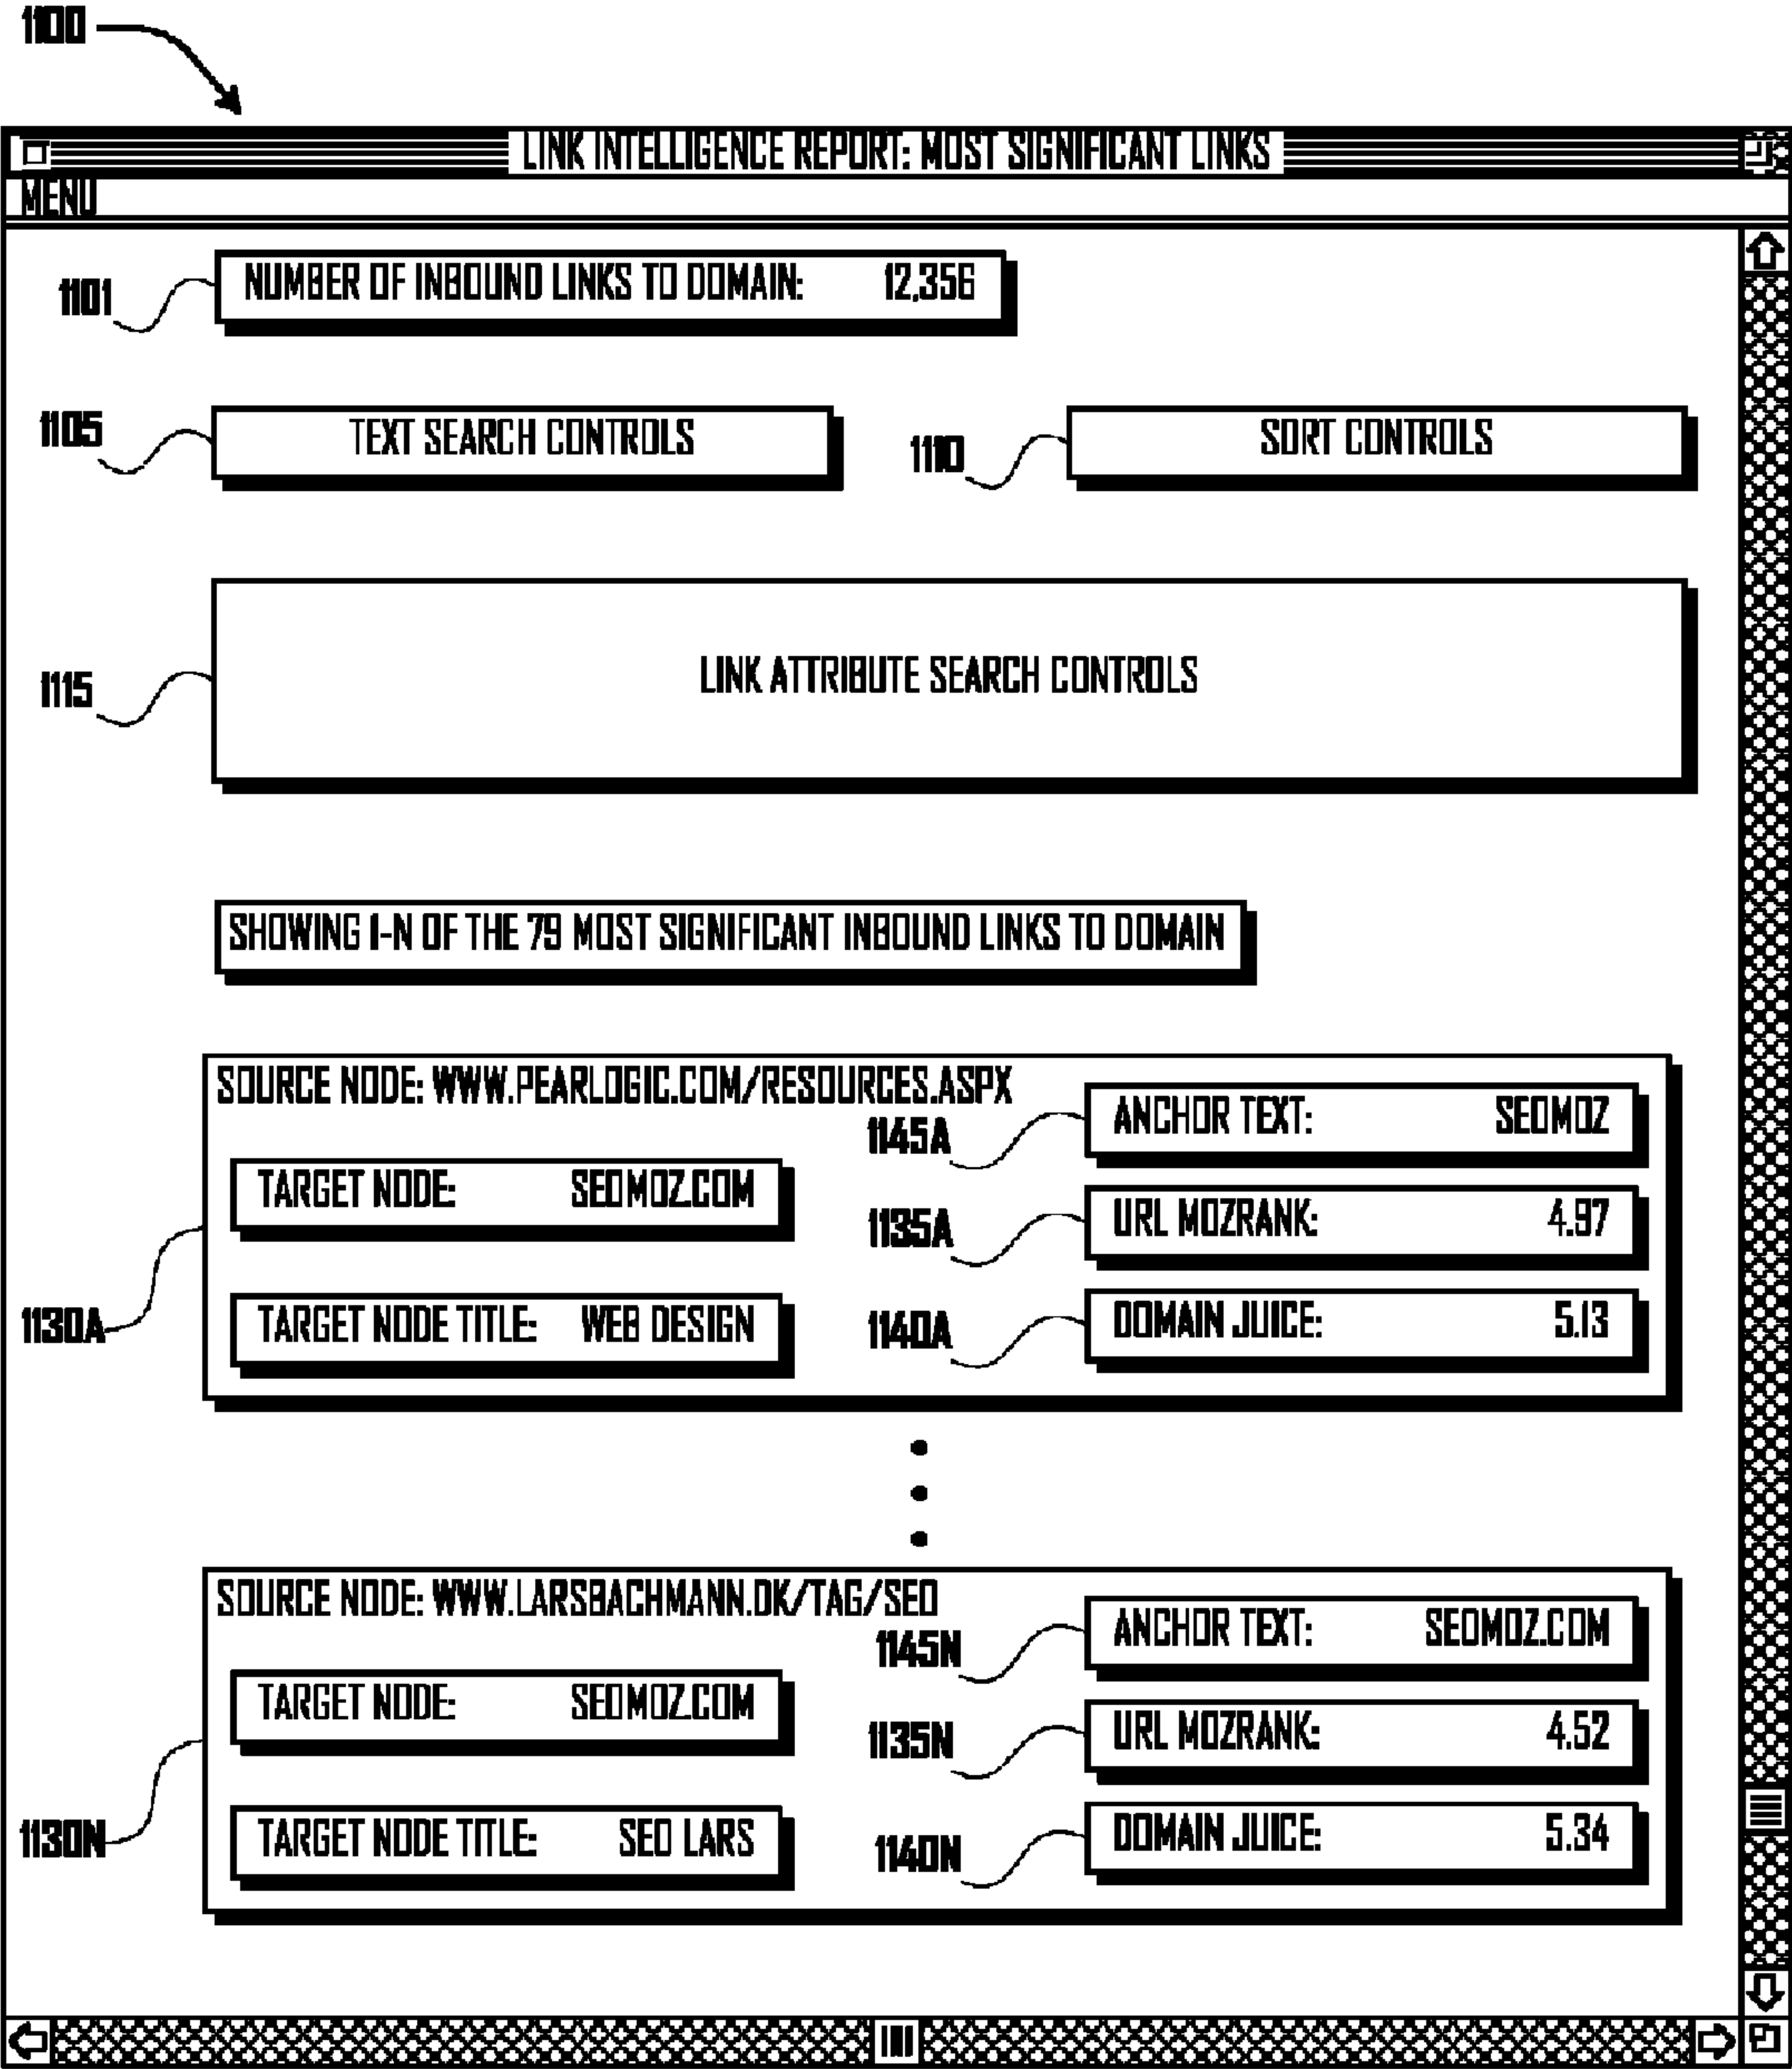 1100
LINK INTELLIGENCE REPORT: MOST SIGNIFICANT LINKS
MENU
1101 NUMBER OF INBOUND LINKS TO DOMAIN: 12,356
1105 TEXT SEARCH CONTROLS 1110 SORT CONTROLS
1115 LINK ATTRIBUTE SEARCH CONTROLS
SHOWING 1-N OF THE 79 MOST SIGNIFICANT INBOUND LINKS TO DOMAIN
SOURCE NODE: WWW.PEARLOGIC.COM/RESOURCES.ASPX
1145A ANCHOR TEXT: SEOMOZ
TARGET NODE: SEOMOZ.COM
1135A URL MOZRANK: 4.97
1130A TARGET NODE TITLE: WEB DESIGN
1140A DOMAIN JUICE: 5.13
SOURCE NODE: WWW.LARSBACHMANN.DK/TAG/SEO
1145N ANCHOR TEXT: SEOMOZ.COM
TARGET NODE: SEOMOZ.COM
1135N URL MOZRANK: 4.52
1130N TARGET NODE TITLE: SEO LARS
1140N DOMAIN JUICE: 5.34